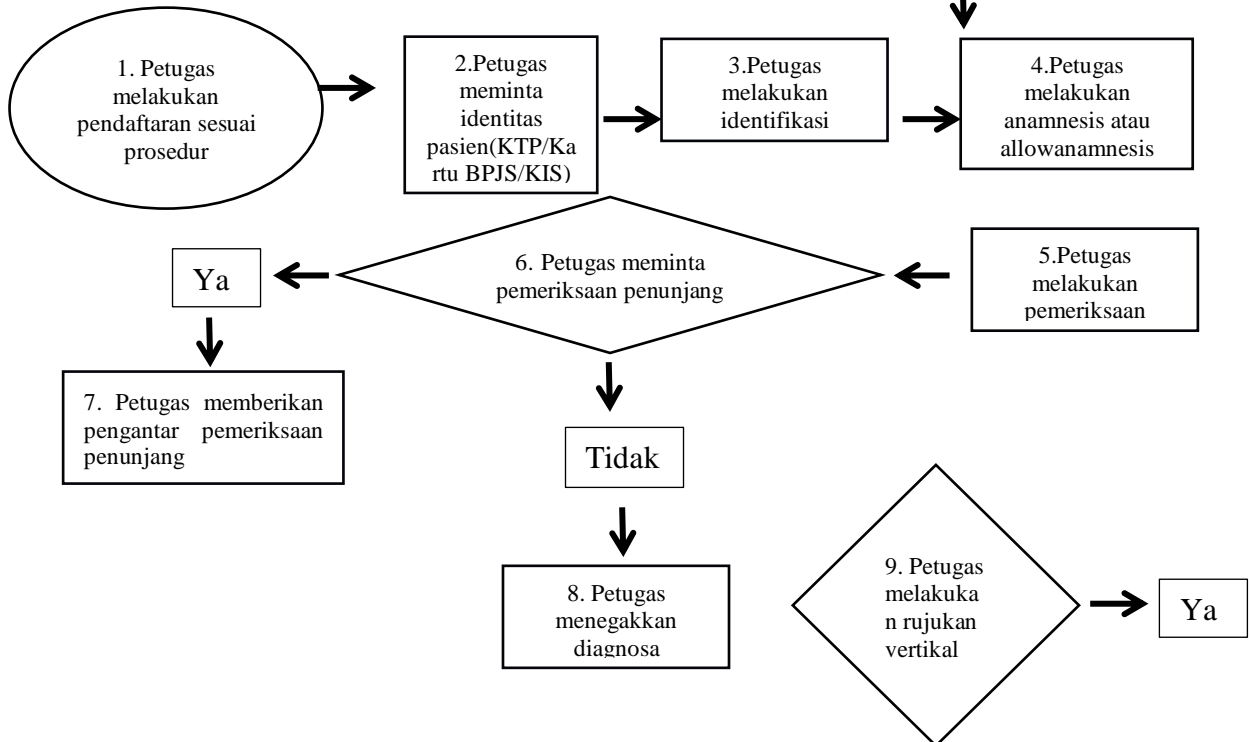 1. Petugas
melakukan
pendaftaran sesuai
prosedur
2.Petugas
meminta
identitas
pasien(KTP/Ka
rtu BPJS/KIS)
3.Petugas
melakukan
identifikasi
4.Petugas
melakukan
anamnesis atau
allowanamnesis
5.Petugas
melakukan
pemeriksaan
6. Petugas meminta
pemeriksaan penunjang
Ya
7. Petugas memberikan
pengantar pemeriksaan
penunjang
Tidak
8. Petugas
menegakkan
diagnosa
9. Petugas
melakuka
n rujukan
vertikal
Ya